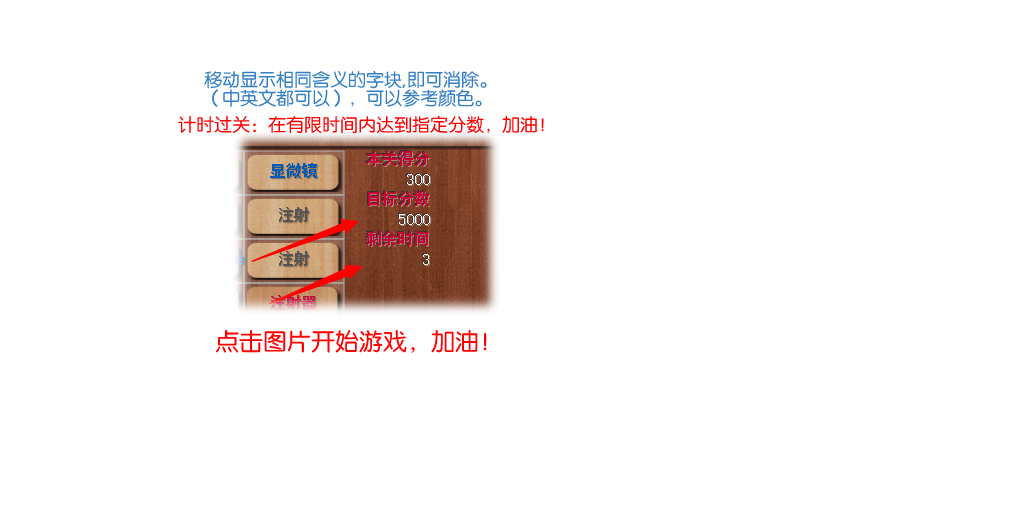 移动显示相同含义的字块,即可消除。
（中英文都可以），可以参考颜色。
计时过关：在有限时间内达到指定分数，加油！
显微镜
本关得分
300
目标分数
注射
5000
剩余时间
注射
3
注射器
点击图片开始游戏，加油！